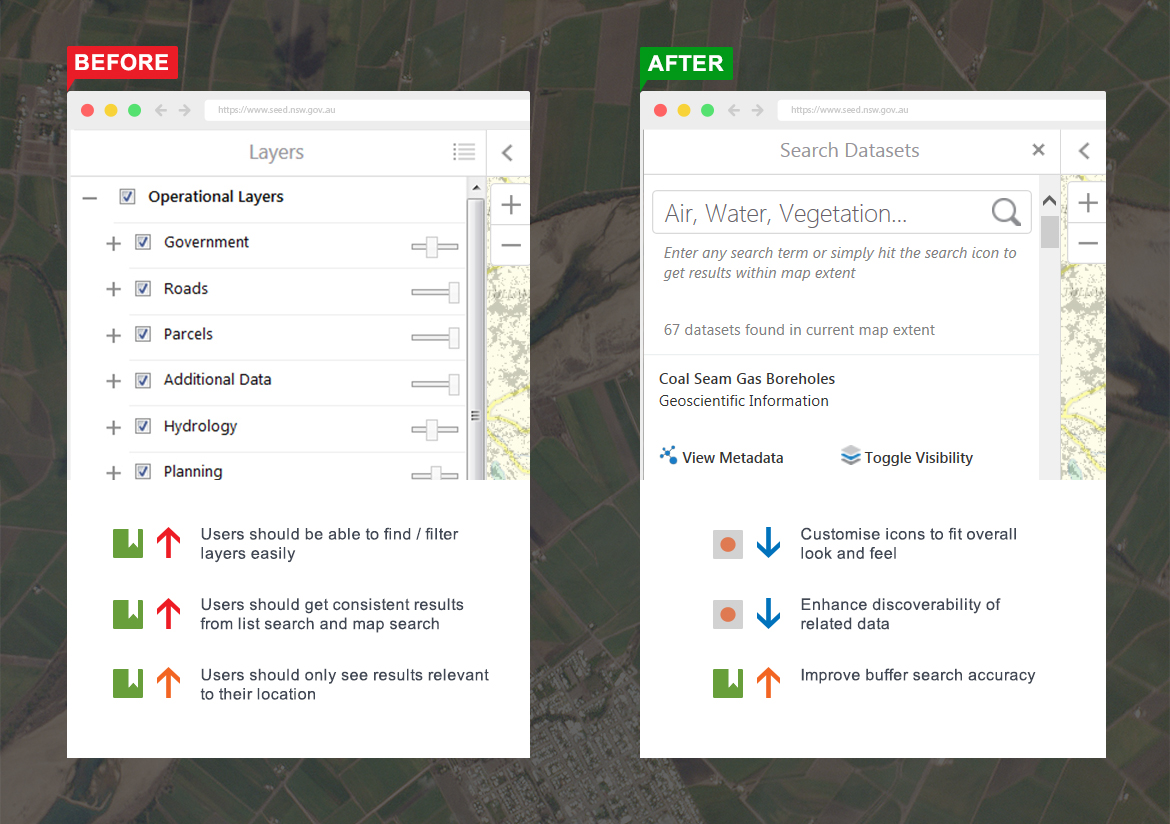 BEFORE
https://www.seed.nsw.gov.au
Layers
Operational Layers
Government
Roads
Parcels
Additional Data
Hydrology
Planning
Users should be able to find / filter
layers easily
Users should get consistent results
from list search and map search
Users should only see results relevant
to their location
AFTER
https://www.seed.nsw.gov.au
Search Datasets
Air, Water, Vegetation...
Enter any search term or simply hit the search icon to
get results within map extent
67 datasets found in current map extent
Coal Seam Gas Boreholes
Geoscientific Information
View Metadata
Toggle Visibility
Customise icons to fit overall
look and feel
Enhance discoverability of
related data
Improve buffer search accuracy